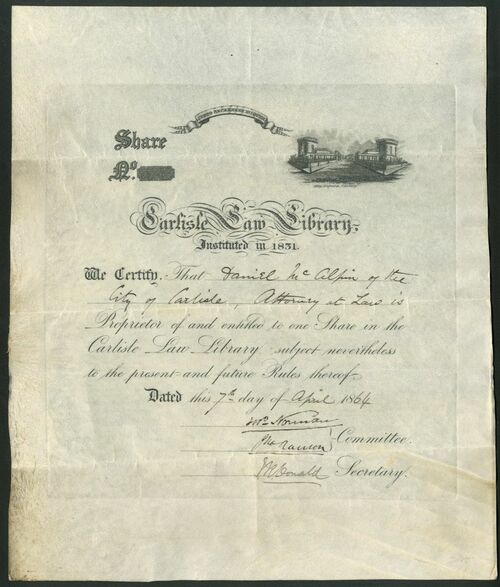 Share
No.
Carlisle Law Library,
Instituted in 1831.
We Certify That Daniel McAlpin of the
City of Carlisle, Attorney at Law is
Proprietor of and entitled to one Share in the
Carlisle Law Library subject nevertheless
to the present and future Rules thereof
Dated this 7th day of April 1864
Committee.
McDonald Secretary.